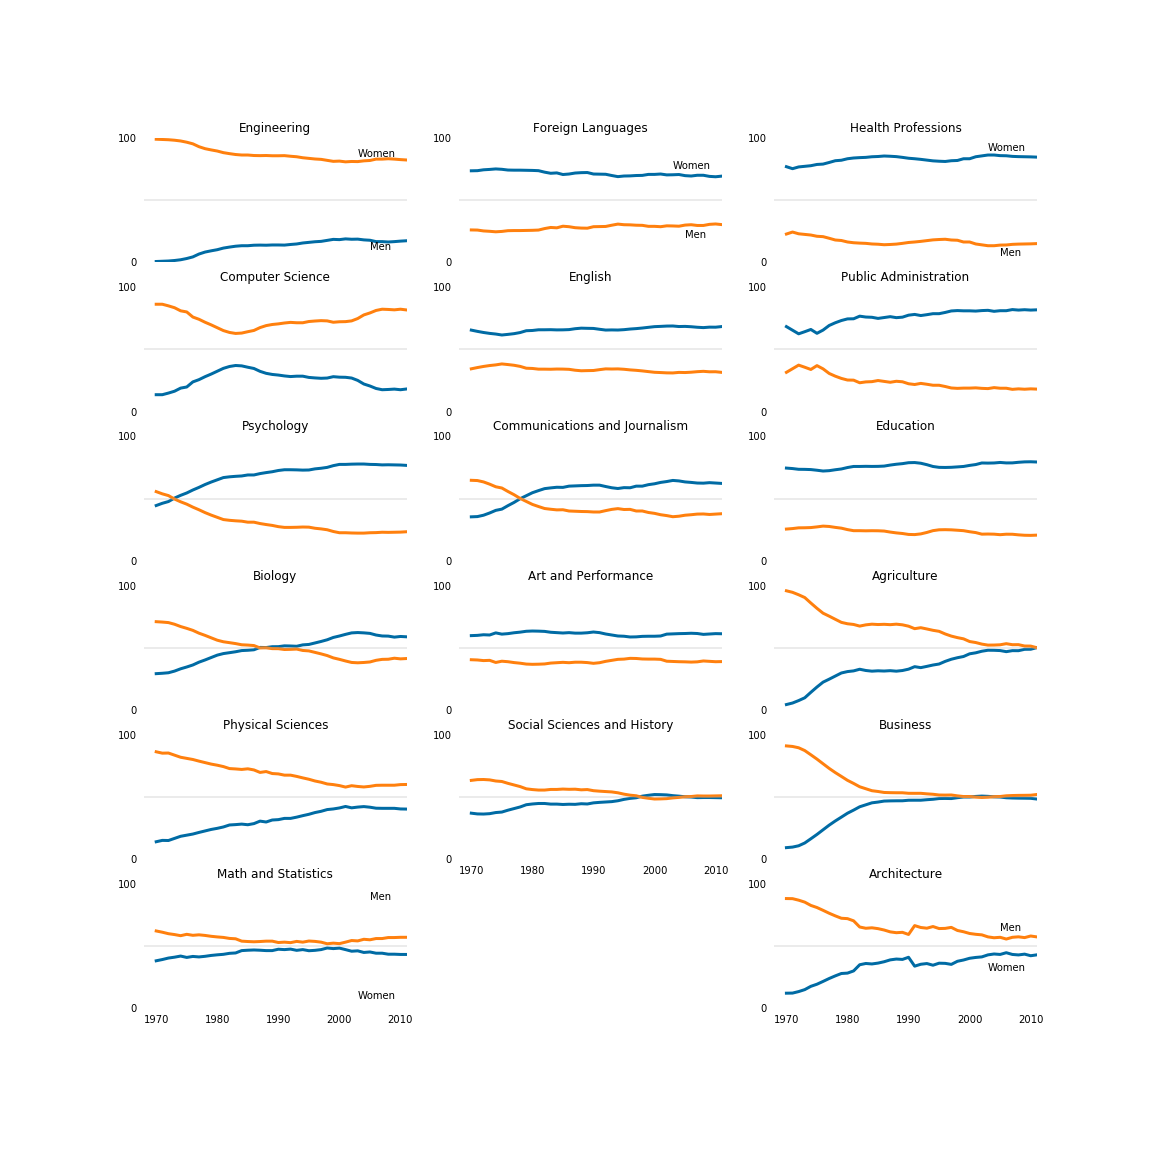 Engineering Foreign Languages Health Professions
100 100 100
Women Women Women
Men Men Men
0 0 0
Computer Science English Public Administration
100 100 100
0 0 0
Psychology Communications and Journalism Education
100 100 100
0 0 0
Biology Art and Performance Agriculture
100 100 100
0 0 0
Physical Sciences Social Sciences and History Business
100 100 100
0 0 0
1970 1980 1990 2000 2010
Math and Statistics Architecture
100 100
Men Men
Women Women
0 0
1970 1980 1990 2000 2010 1970 1980 1990 2000 2010